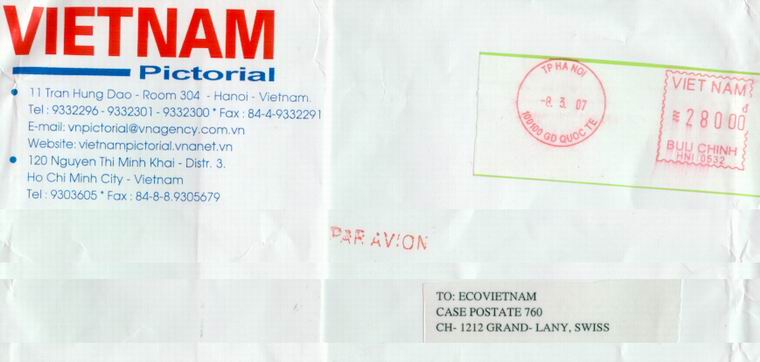 VIETNAM
Pictorial
11 Tran Hung Dao - Room 304 - Hanoi - Vietnam.
Tel : 9332296 - 9332301 - 9332300 * Fax : 84-4-9332291
E-mail: vnpictorial@vnagency.com.vn
Website: vietnampictorial.vnanet.vn
120 Nguyen Thi Minh Khai - Distr. 3.
Ho Chi Minh City - Vietnam
Tel : 9303605 * Fax : 84-8-8.9305679
TP HA NOI
-8. 3. 07
100100 GD QUOC TE
VIET NAM
đ
≋ 28000
BUU CHINH
HNI 0532
PAR AVION
TO: ECOVIETNAM
CASE POSTATE 760
CH- 1212 GRAND- LANY, SWISS